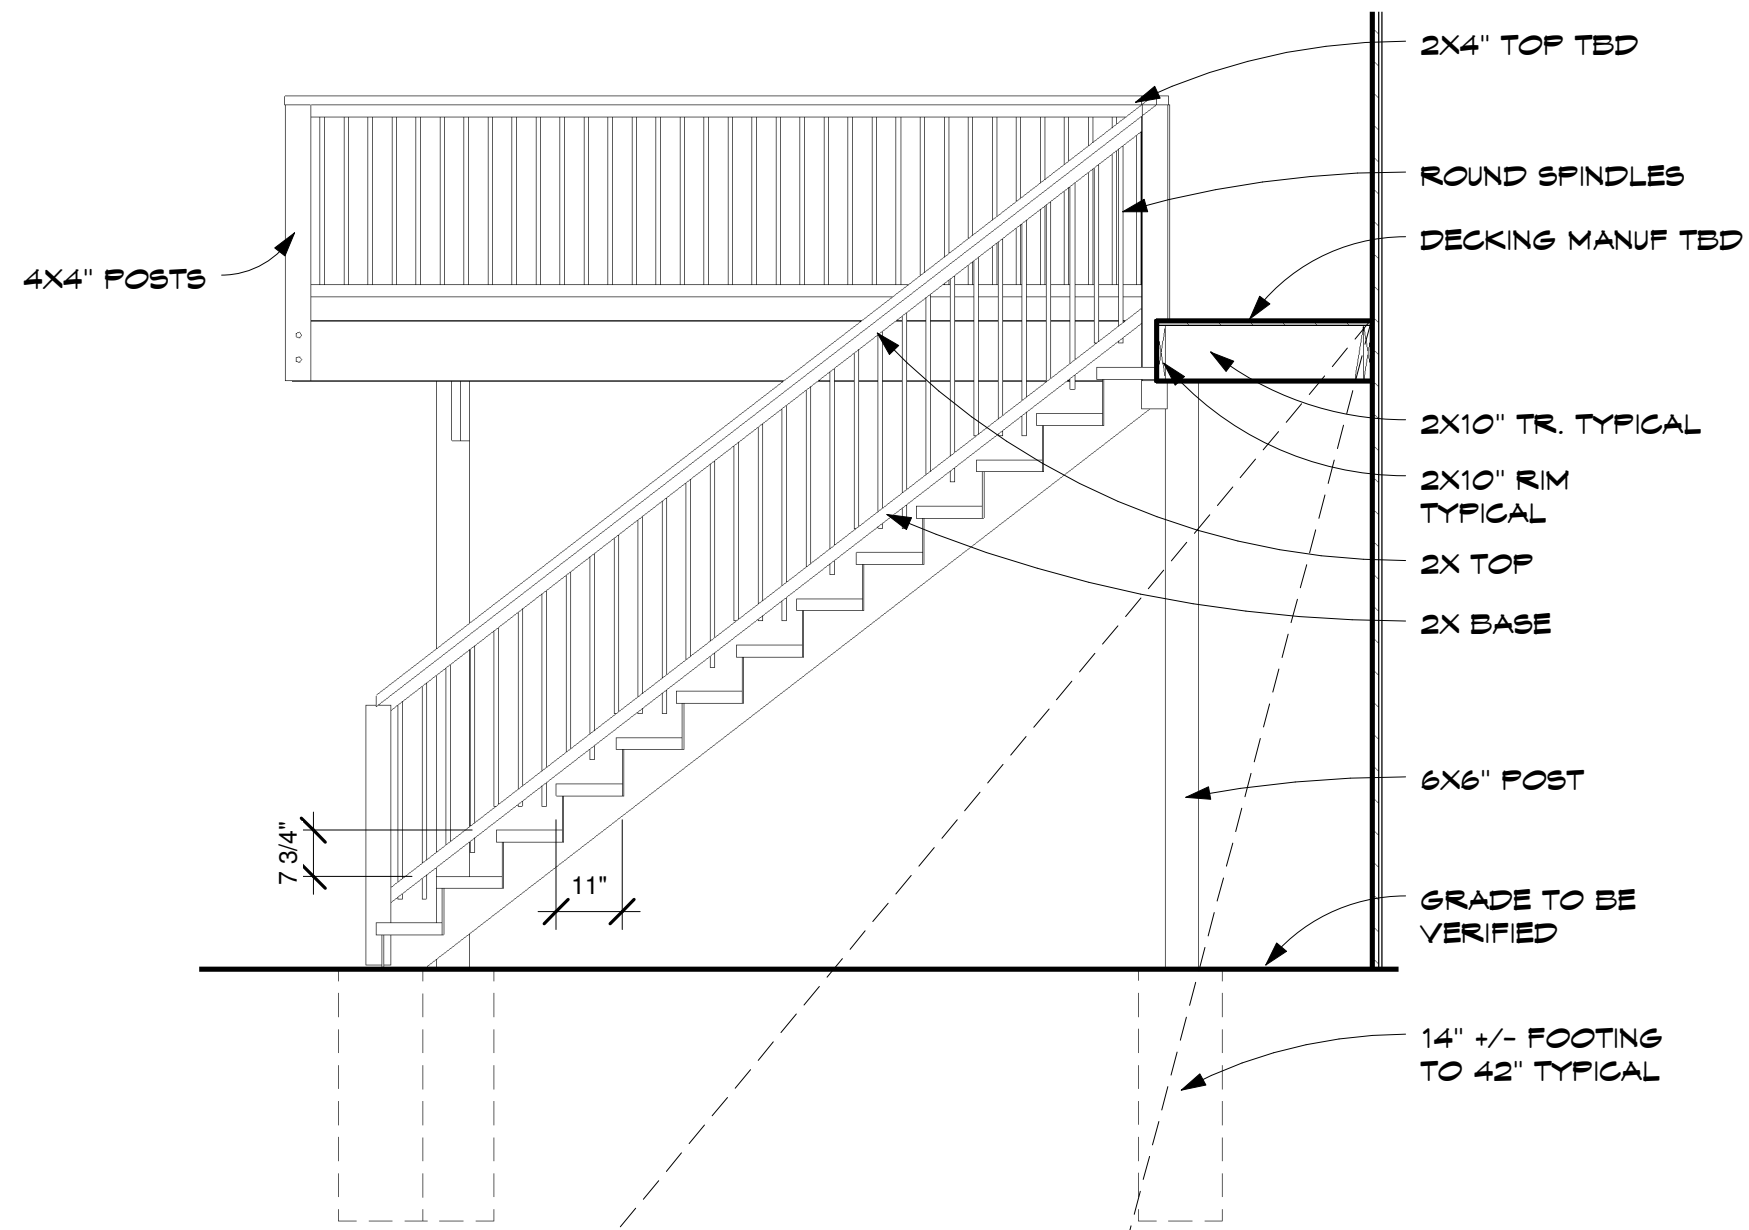 2X4" TOP TBD
ROUND SPINDLES
DECKING MANUF TBD
4X4" POSTS
2X10" TR. TYPICAL
2X10" RIM
TYPICAL
2X TOP
2X BASE
6X6" POST
7 3/4"
11"
GRADE TO BE
VERIFIED
14" +/- FOOTING
TO 42" TYPICAL